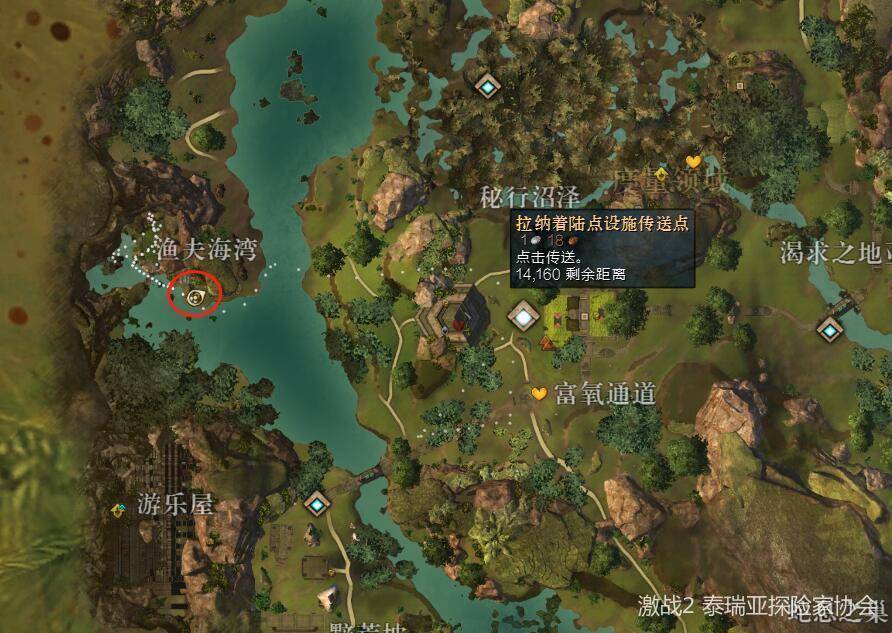 秘行沼泽
拉纳着陆点设施传送点
1 18
点击传送。
14,160 剩余距离
渔夫海湾
渴求之地
富氧通道
游乐屋
激战2 泰瑞亚探险家协会